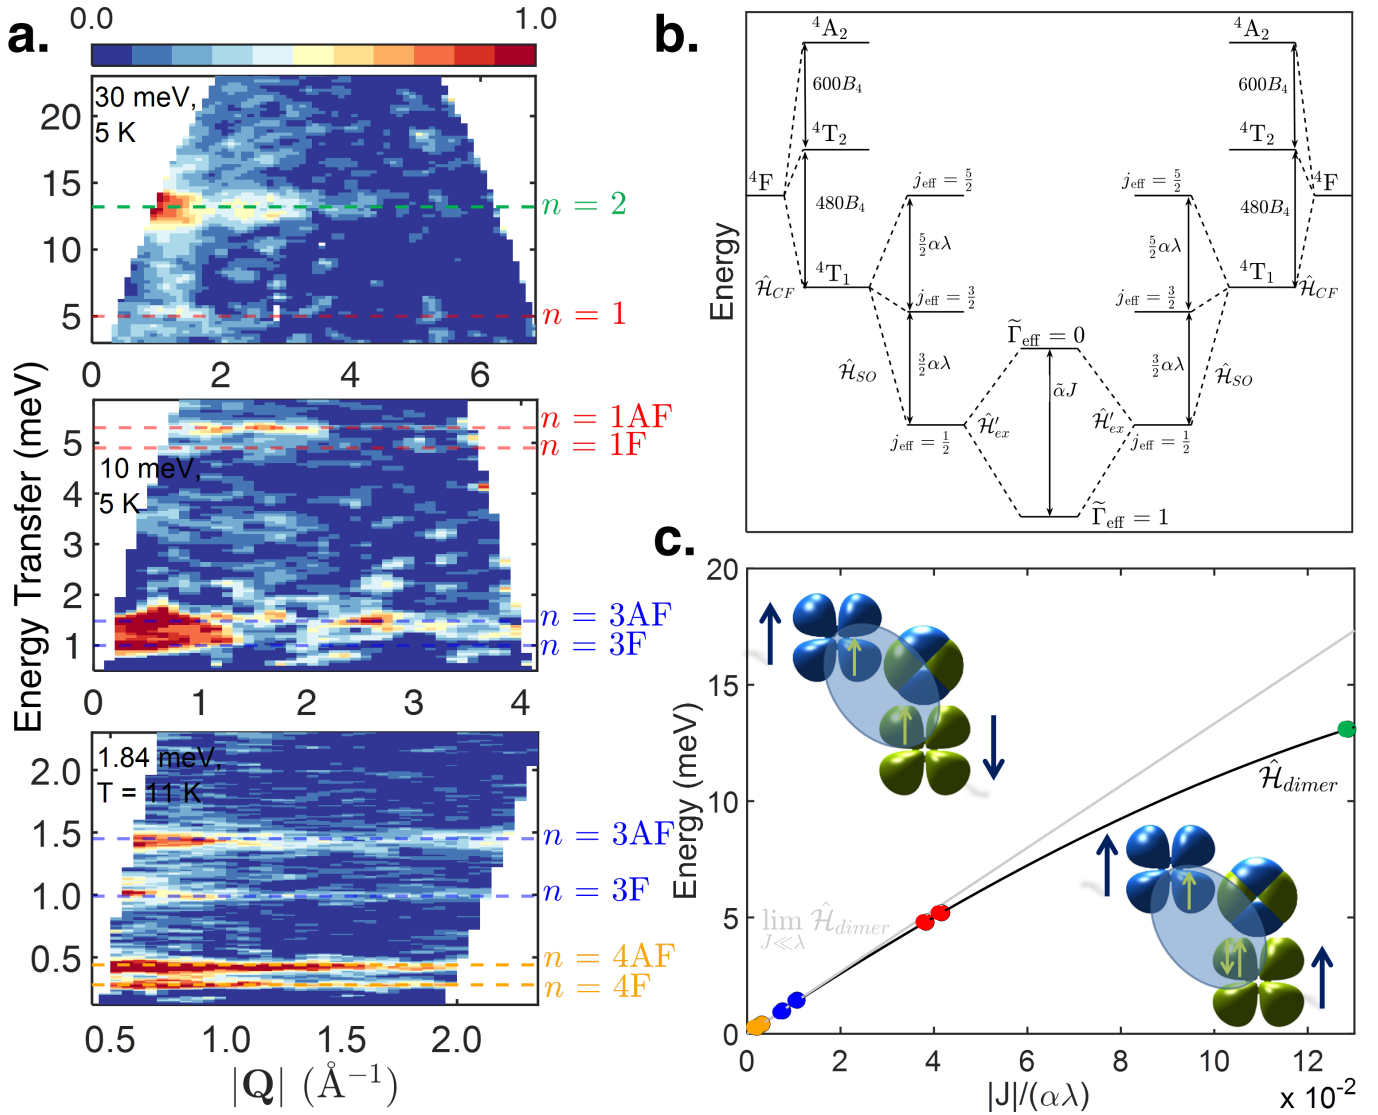 a.
0.0 1.0
30 meV,
5 K
20
15
10
5
n = 2
n = 1
0 2 4 6
Energy Transfer (meV)
10 meV,
5 K
5
4
3
2
1
n = 1AF
n = 1F
n = 3AF
n = 3F
0 1 2 3 4
1.84 meV,
T = 11 K
2.0
1.5
1.0
0.5
n = 3AF
n = 3F
n = 4AF
n = 4F
0.5 1.0 1.5 2.0
|Q| (Å⁻¹)
b.
Energy
⁴A₂
600B₄
⁴T₂
⁴F
480B₄
⁴T₁
Ĥ_CF
j_eff = 5/2
5/2 αλ
j_eff = 3/2
3/2 αλ
Ĥ_SO
j_eff = 1/2
Ĥ′_ex
Γ̃_eff = 0
α̃J
Γ̃_eff = 1
Ĥ′_ex
⁴A₂
600B₄
⁴T₂
⁴F
480B₄
⁴T₁
Ĥ_CF
j_eff = 5/2
5/2 αλ
j_eff = 3/2
3/2 αλ
Ĥ_SO
j_eff = 1/2
c.
Energy (meV)
20
15
10
5
0
Ĥ_dimer
lim Ĥ_dimer
J≪λ
0 2 4 6 8 10 12
x 10⁻²
|J|/(αλ)